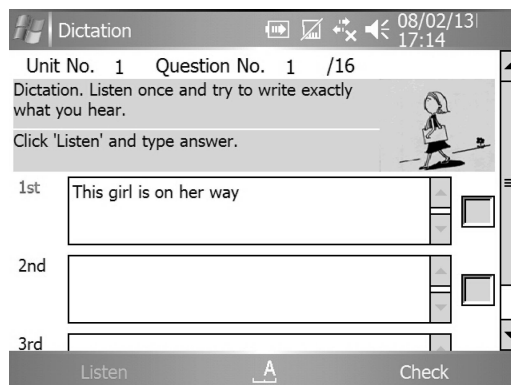 Dictation 08/02/13
17:14
Unit No. 1 Question No. 1 /16
Dictation. Listen once and try to write exactly
what you hear.
Click 'Listen' and type answer.
1st This girl is on her way
2nd
3rd
Listen A Check